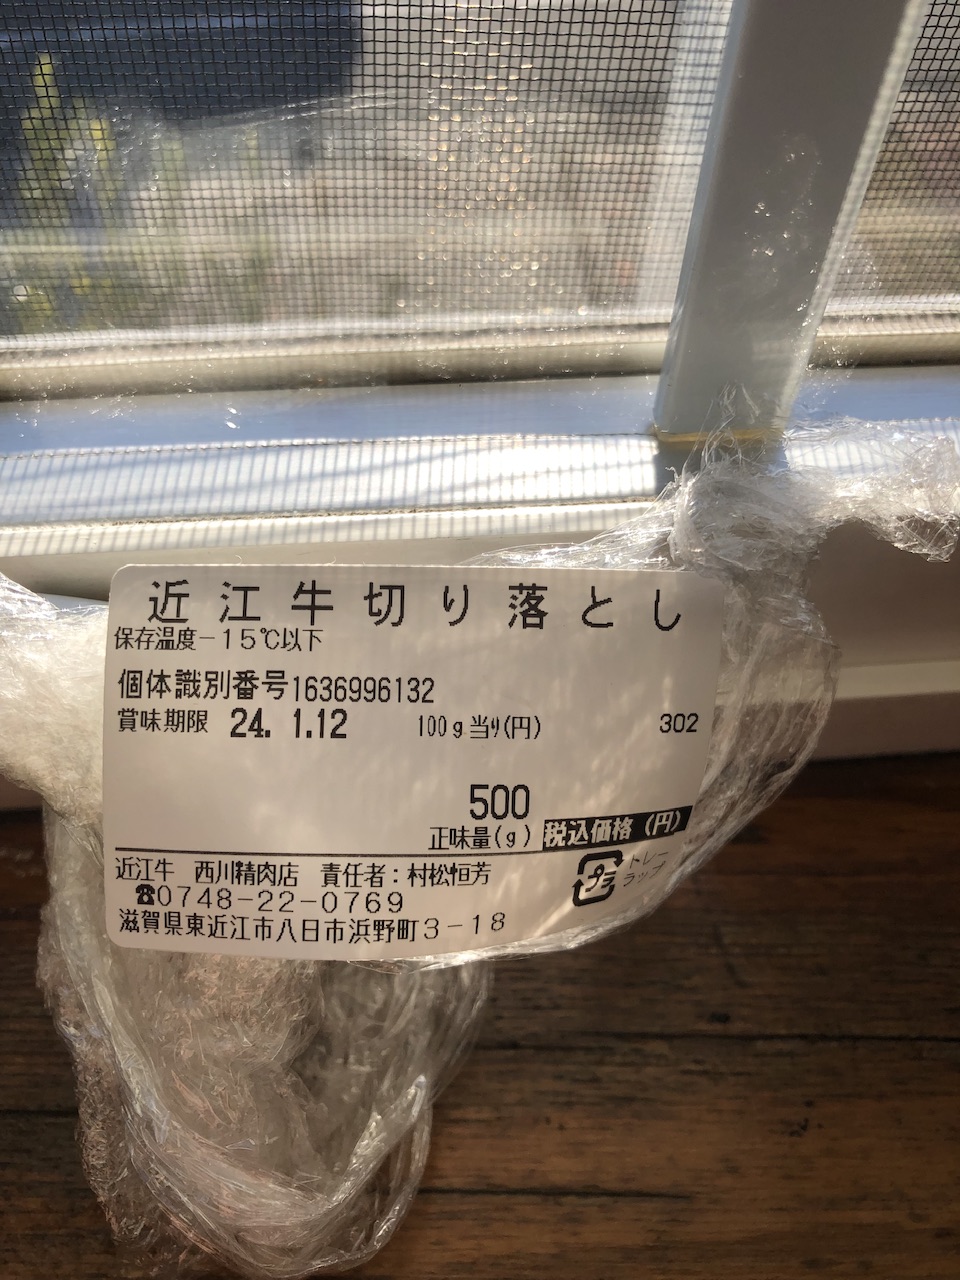 近江牛切り落とし
保存温度－15℃以下
個体識別番号1636996132
賞味期限 24. 1.12 100g当り(円) 302
500
正味量(g) 税込価格(円)
近江牛 西川精肉店 責任者：村松恒芳
☎0748-22-0769
滋賀県東近江市八日市浜野町3-18
プラ
トレー
ラップ